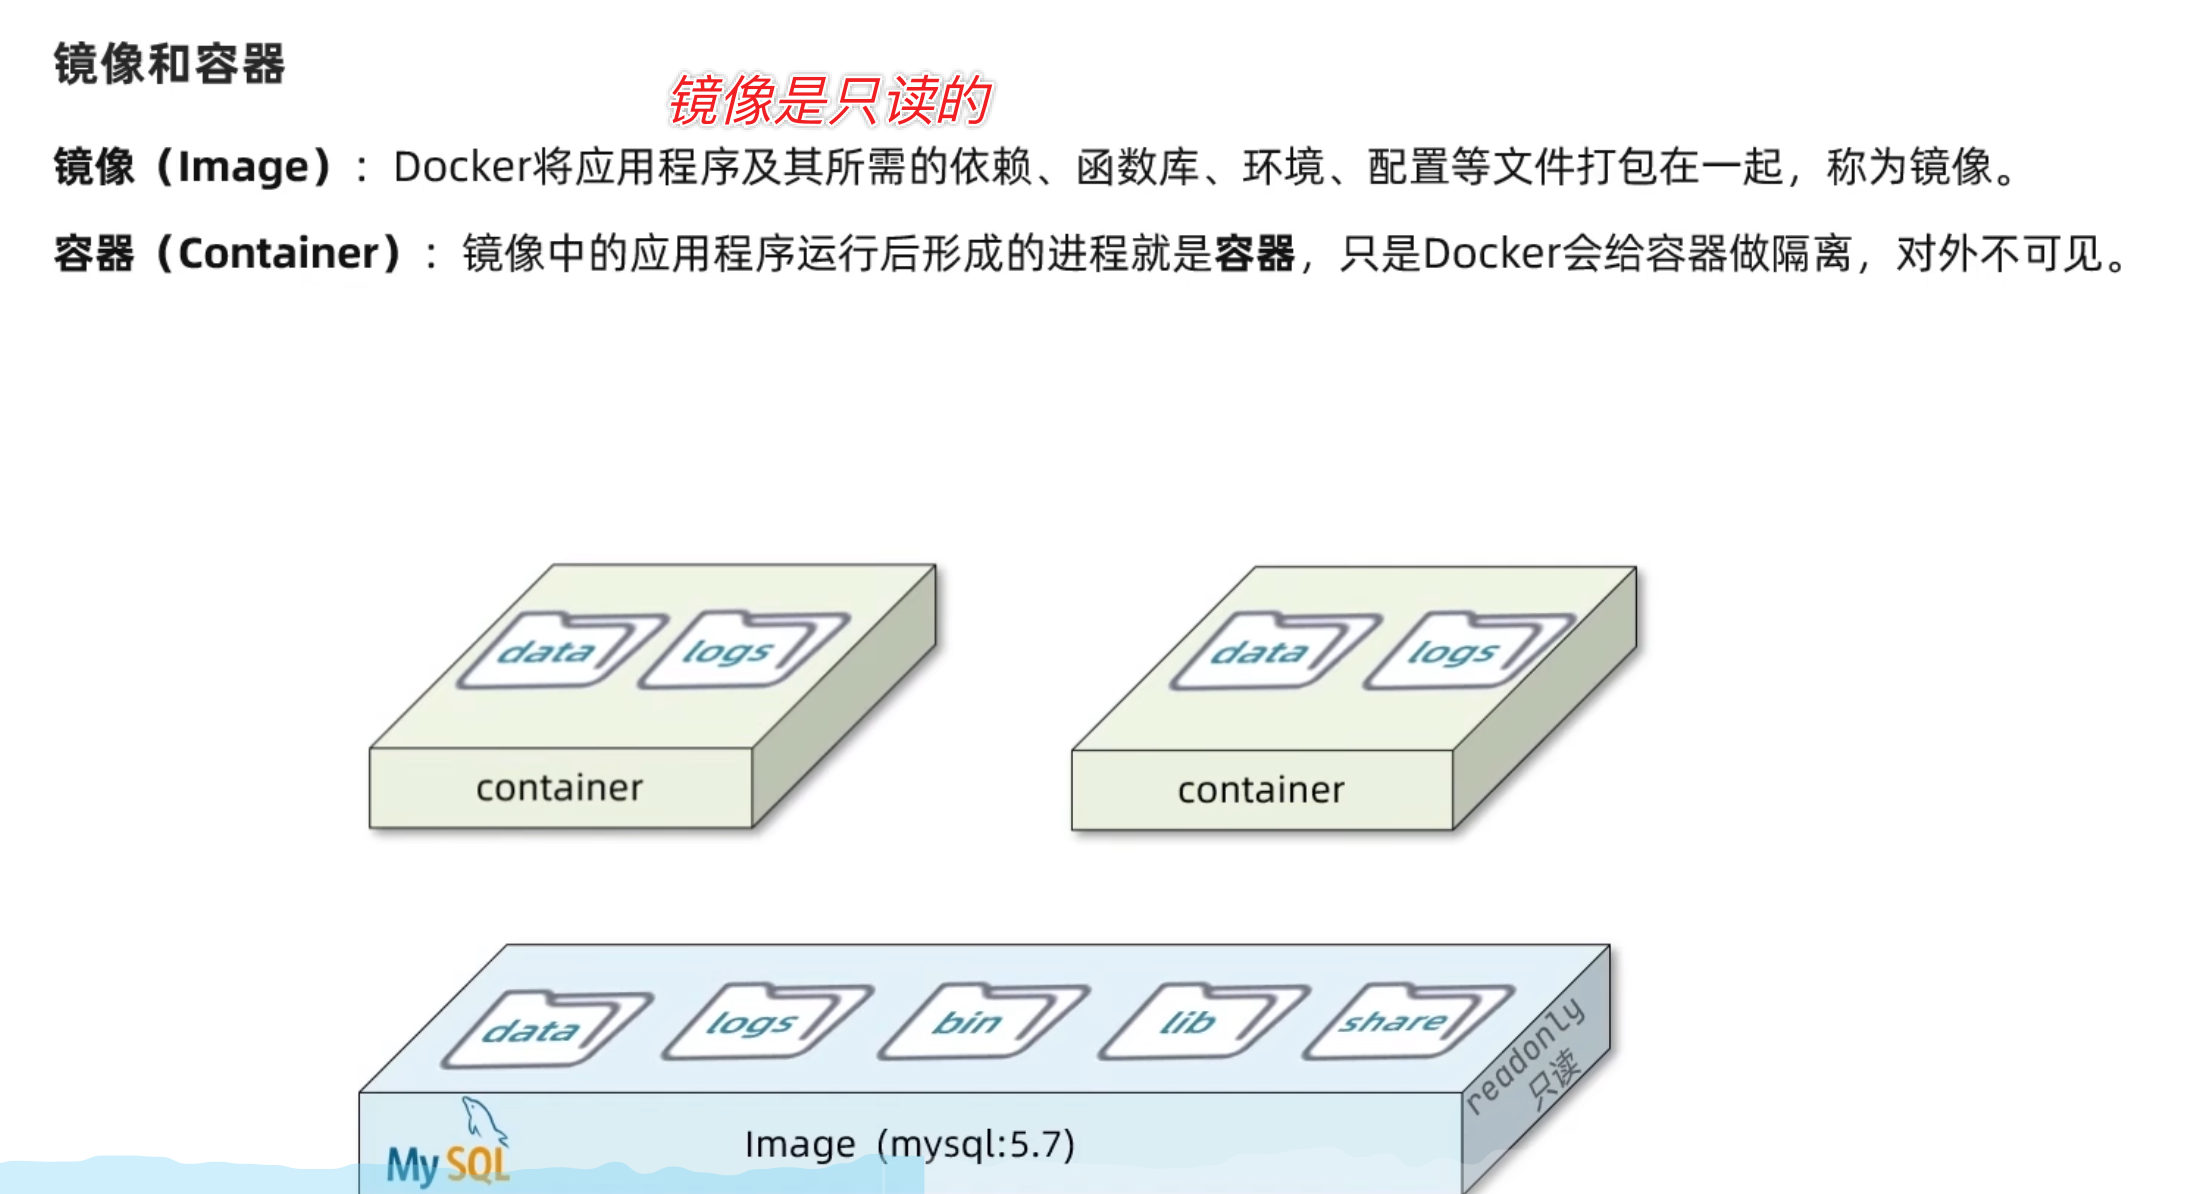 镜像和容器
镜像是只读的
镜像（Image）：Docker将应用程序及其所需的依赖、函数库、环境、配置等文件打包在一起，称为镜像。
容器（Container）：镜像中的应用程序运行后形成的进程就是容器，只是Docker会给容器做隔离，对外不可见。
data
logs
data
logs
container
container
data
logs
bin
lib
share
readonly
只读
MySQL
Image（mysql:5.7）